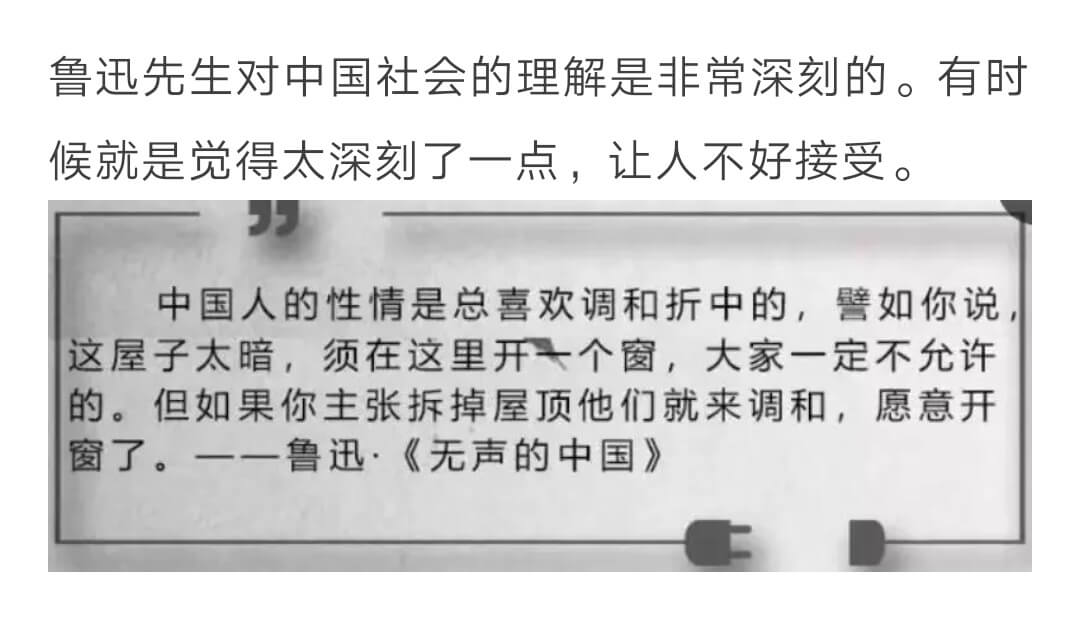 鲁迅先生对中国社会的理解是非常深刻的。有时
候就是觉得太深刻了一点，让人不好接受。
中国人的性情是总喜欢调和折中的，譬如你说，
这屋子太暗，须在这里开一个窗，大家一定不允许
的。但如果你主张拆掉屋顶他们就来调和，愿意开
窗了。——鲁迅·《无声的中国》